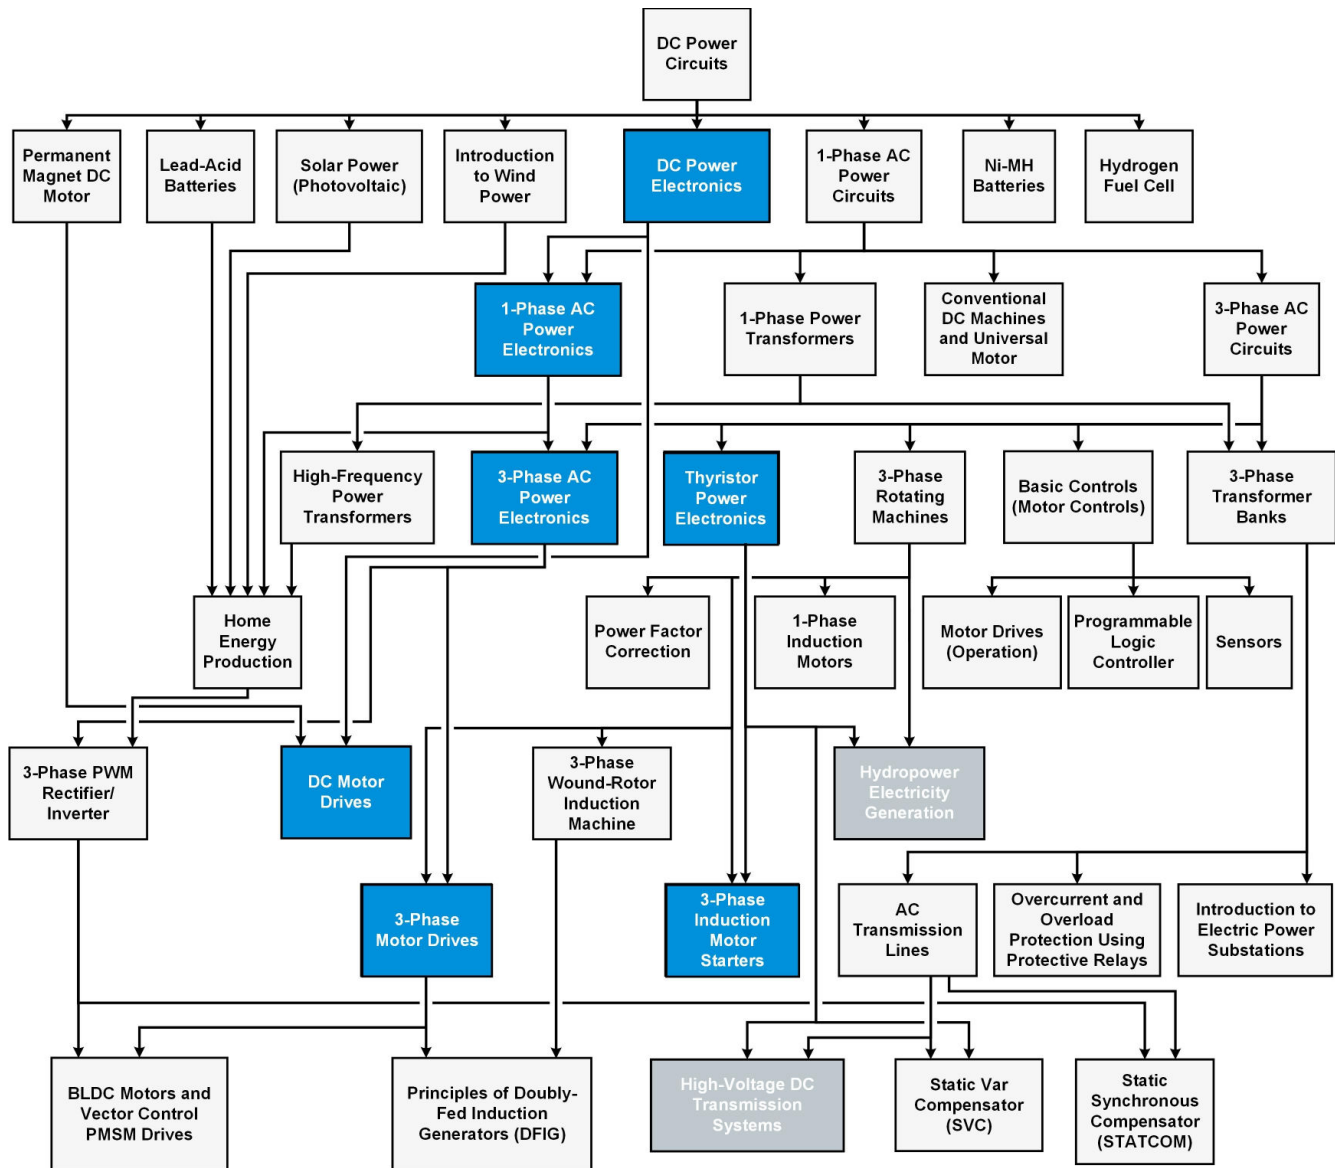 DC Power
Circuits
Permanent
Magnet DC
Motor
Lead-Acid
Batteries
Solar Power
(Photovoltaic)
Introduction
to Wind
Power
DC Power
Electronics
1-Phase AC
Power
Circuits
Ni-MH
Batteries
Hydrogen
Fuel Cell
1-Phase AC
Power
Electronics
1-Phase Power
Transformers
Conventional
DC Machines
and Universal
Motor
3-Phase AC
Power
Circuits
High-Frequency
Power
Transformers
3-Phase AC
Power
Electronics
Thyristor
Power
Electronics
3-Phase
Rotating
Machines
Basic Controls
(Motor Controls)
3-Phase
Transformer
Banks
Home
Energy
Production
Power Factor
Correction
1-Phase
Induction
Motors
Motor Drives
(Operation)
Programmable
Logic
Controller
Sensors
3-Phase PWM
Rectifier/
Inverter
DC Motor
Drives
3-Phase
Wound-Rotor
Induction
Machine
Hydropower
Electricity
Generation
3-Phase
Motor Drives
3-Phase
Induction
Motor
Starters
AC
Transmission
Lines
Overcurrent and
Overload
Protection Using
Protective Relays
Introduction to
Electric Power
Substations
BLDC Motors and
Vector Control
PMSM Drives
Principles of Doubly-
Fed Induction
Generators (DFIG)
High-Voltage DC
Transmission
Systems
Static Var
Compensator
(SVC)
Static
Synchronous
Compensator
(STATCOM)